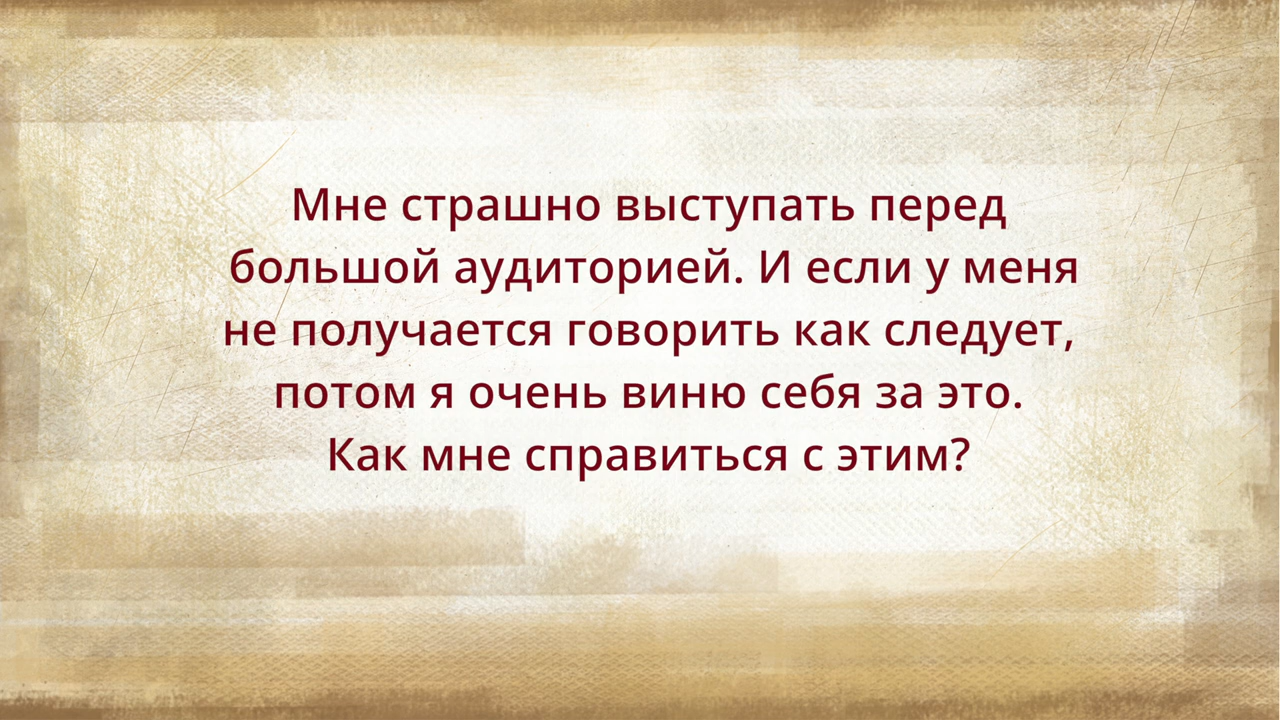 Мне страшно выступать перед
большой аудиторией. И если у меня
не получается говорить как следует,
потом я очень виню себя за это.
Как мне справиться с этим?